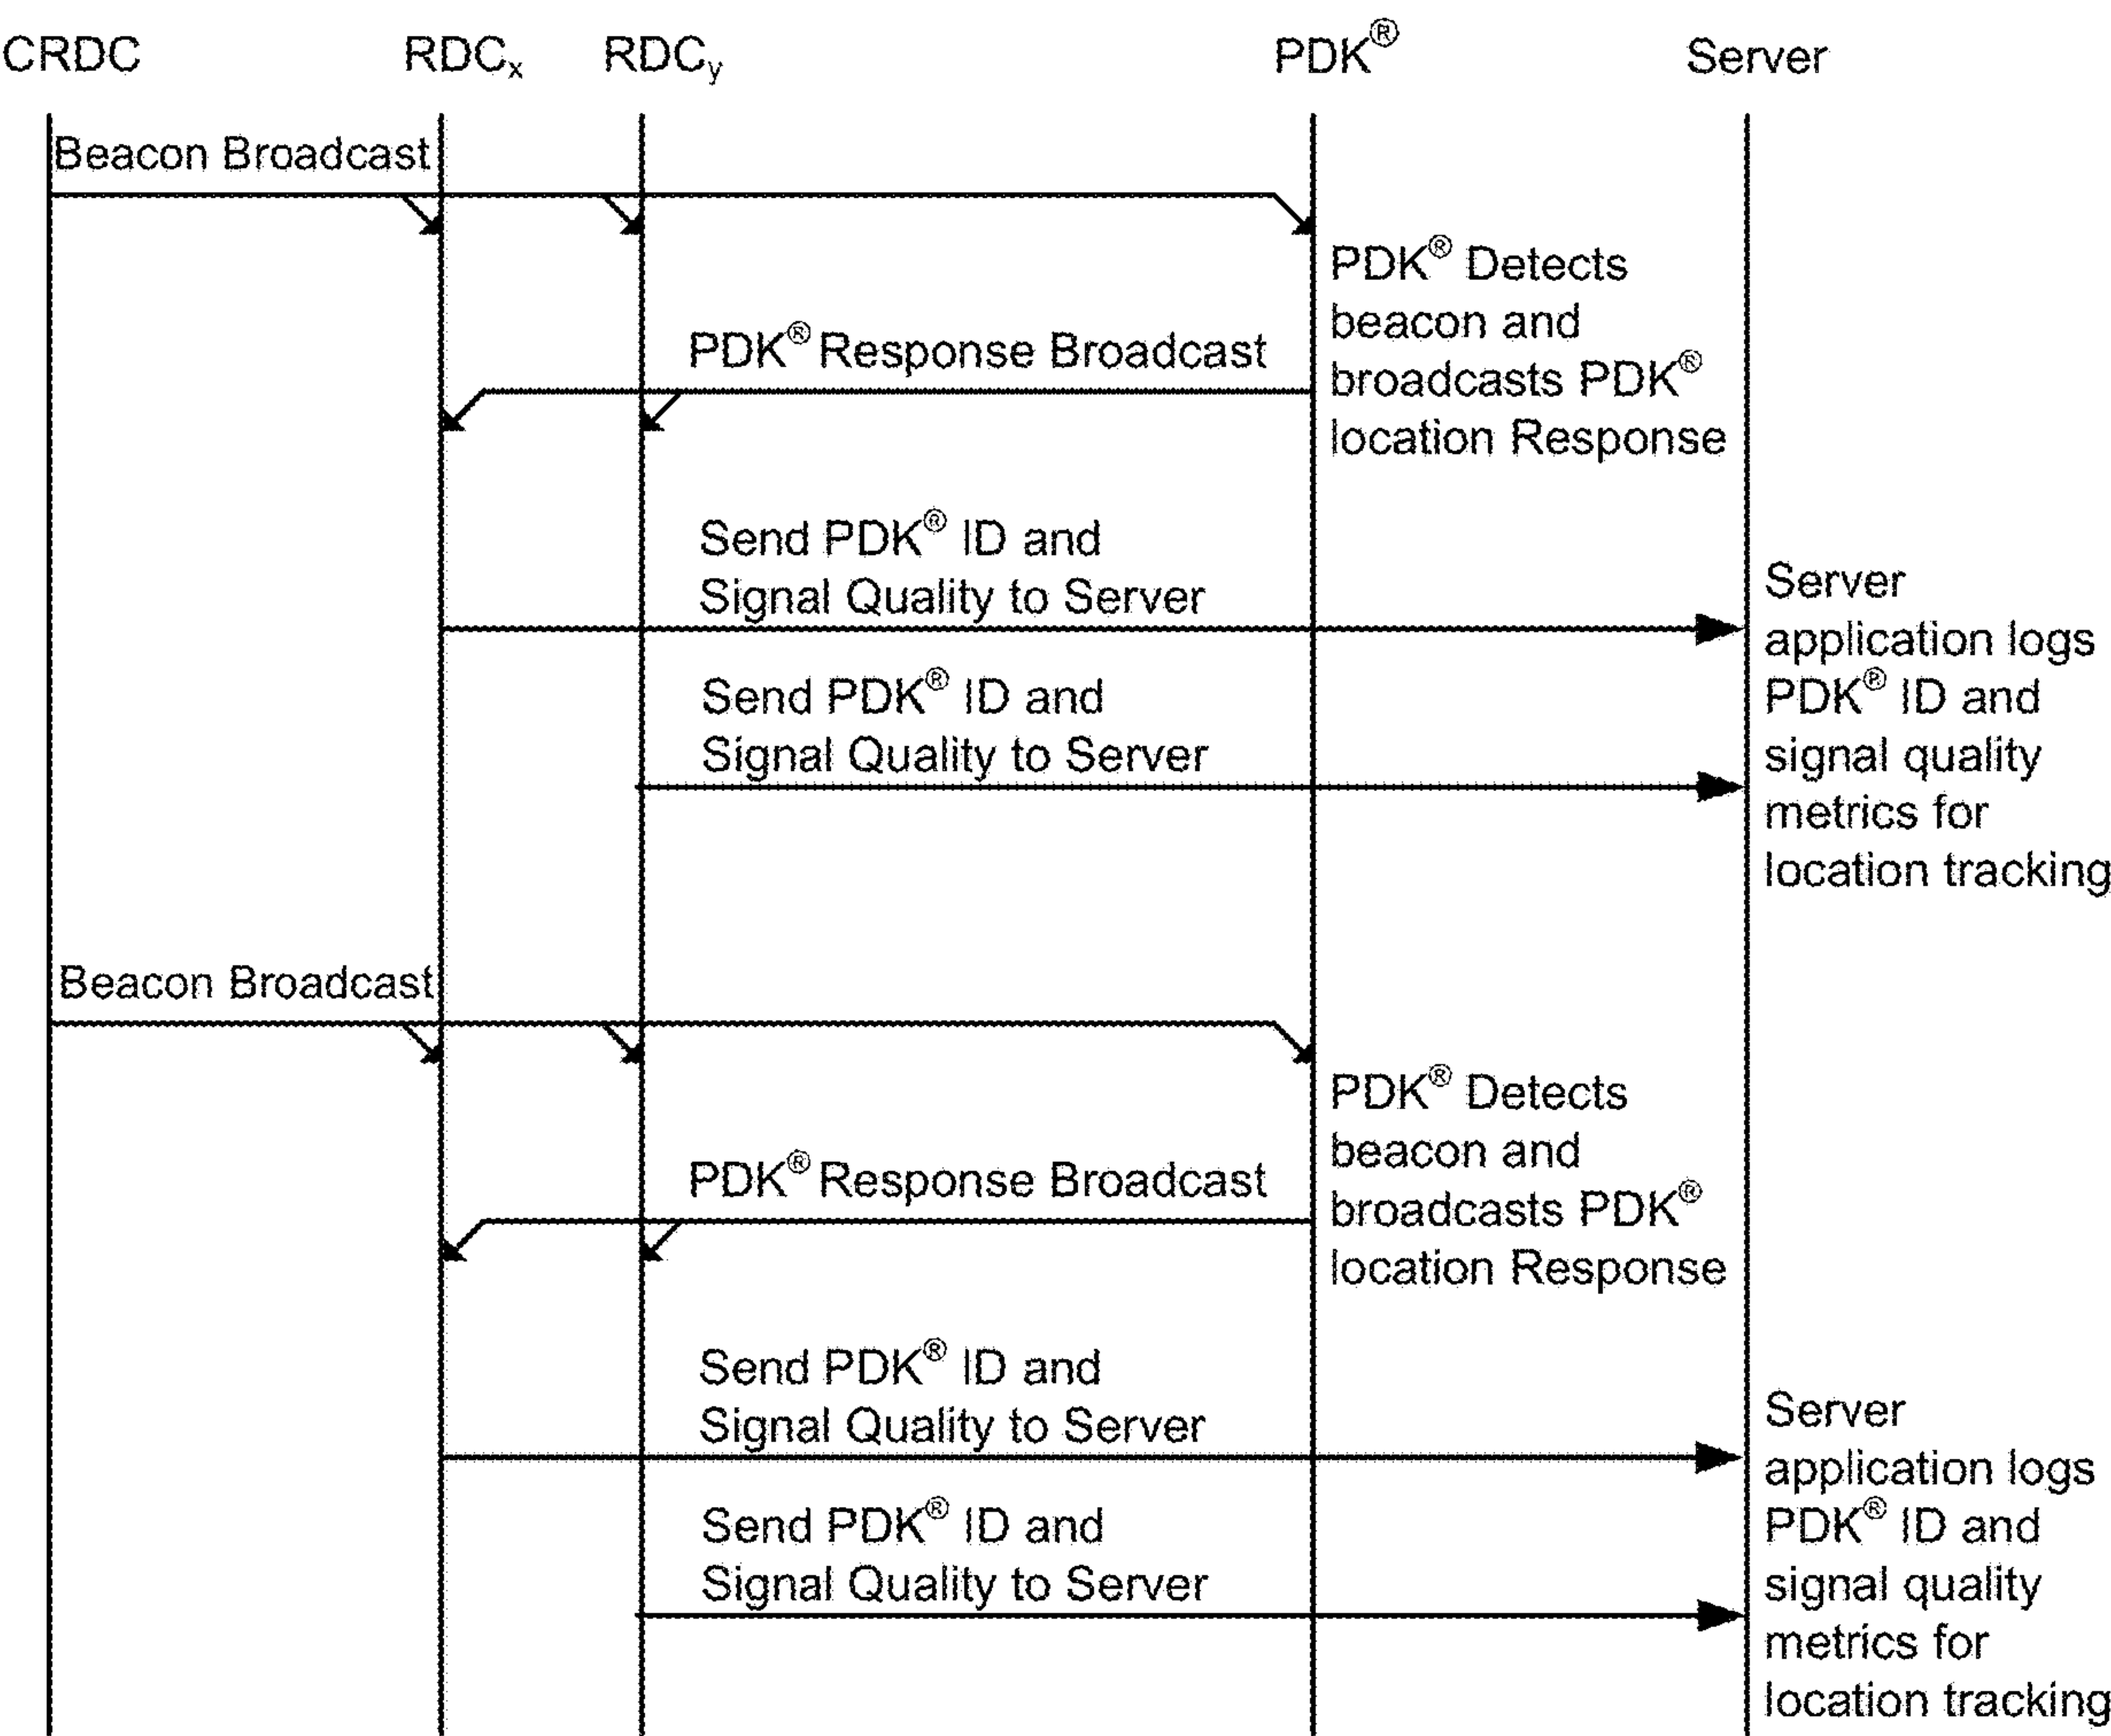 CRDC RDCx RDCy PDK® Server
Beacon Broadcast
PDK® Detects
beacon and
broadcasts PDK®
location Response
PDK® Response Broadcast
Send PDK® ID and
Signal Quality to Server
Server
application logs
PDK® ID and
signal quality
metrics for
location tracking
Send PDK® ID and
Signal Quality to Server
Beacon Broadcast
PDK® Detects
beacon and
broadcasts PDK®
location Response
PDK® Response Broadcast
Send PDK® ID and
Signal Quality to Server
Server
application logs
PDK® ID and
signal quality
metrics for
location tracking
Send PDK® ID and
Signal Quality to Server